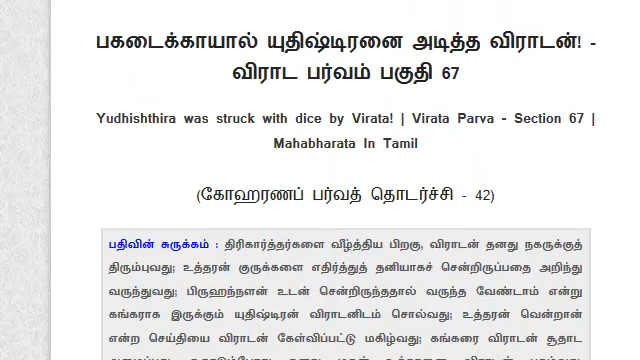 பகடைக்காயால் யுதிஷ்டிரனை அடித்த விராடன்! -
விராட பர்வம் பகுதி 67
Yudhishthira was struck with dice by Virata! | Virata Parva - Section 67 |
Mahabharata In Tamil
(கோஹரணப் பர்வத் தொடர்ச்சி - 42)
பதிவின் சுருக்கம் : திரிகார்த்தர்களை வீழ்த்திய பிறகு, விராடன் தனது நகருக்குத்
திரும்புவது; உத்தரன் குருக்களை எதிர்த்துத் தனியாகச் சென்றிருப்பதை அறிந்து
வருந்துவது; பிருஹந்நளன் உடன் சென்றிருந்ததால் வருந்த வேண்டாம் என்று
கங்கராக இருக்கும் யுதிஷ்டிரன் விராடனிடம் சொல்வது; உத்தரன் வென்றான்
என்ற செய்தியை விராடன் கேள்விப்பட்டு மகிழ்வது; கங்கரை விராடன் சூதாட